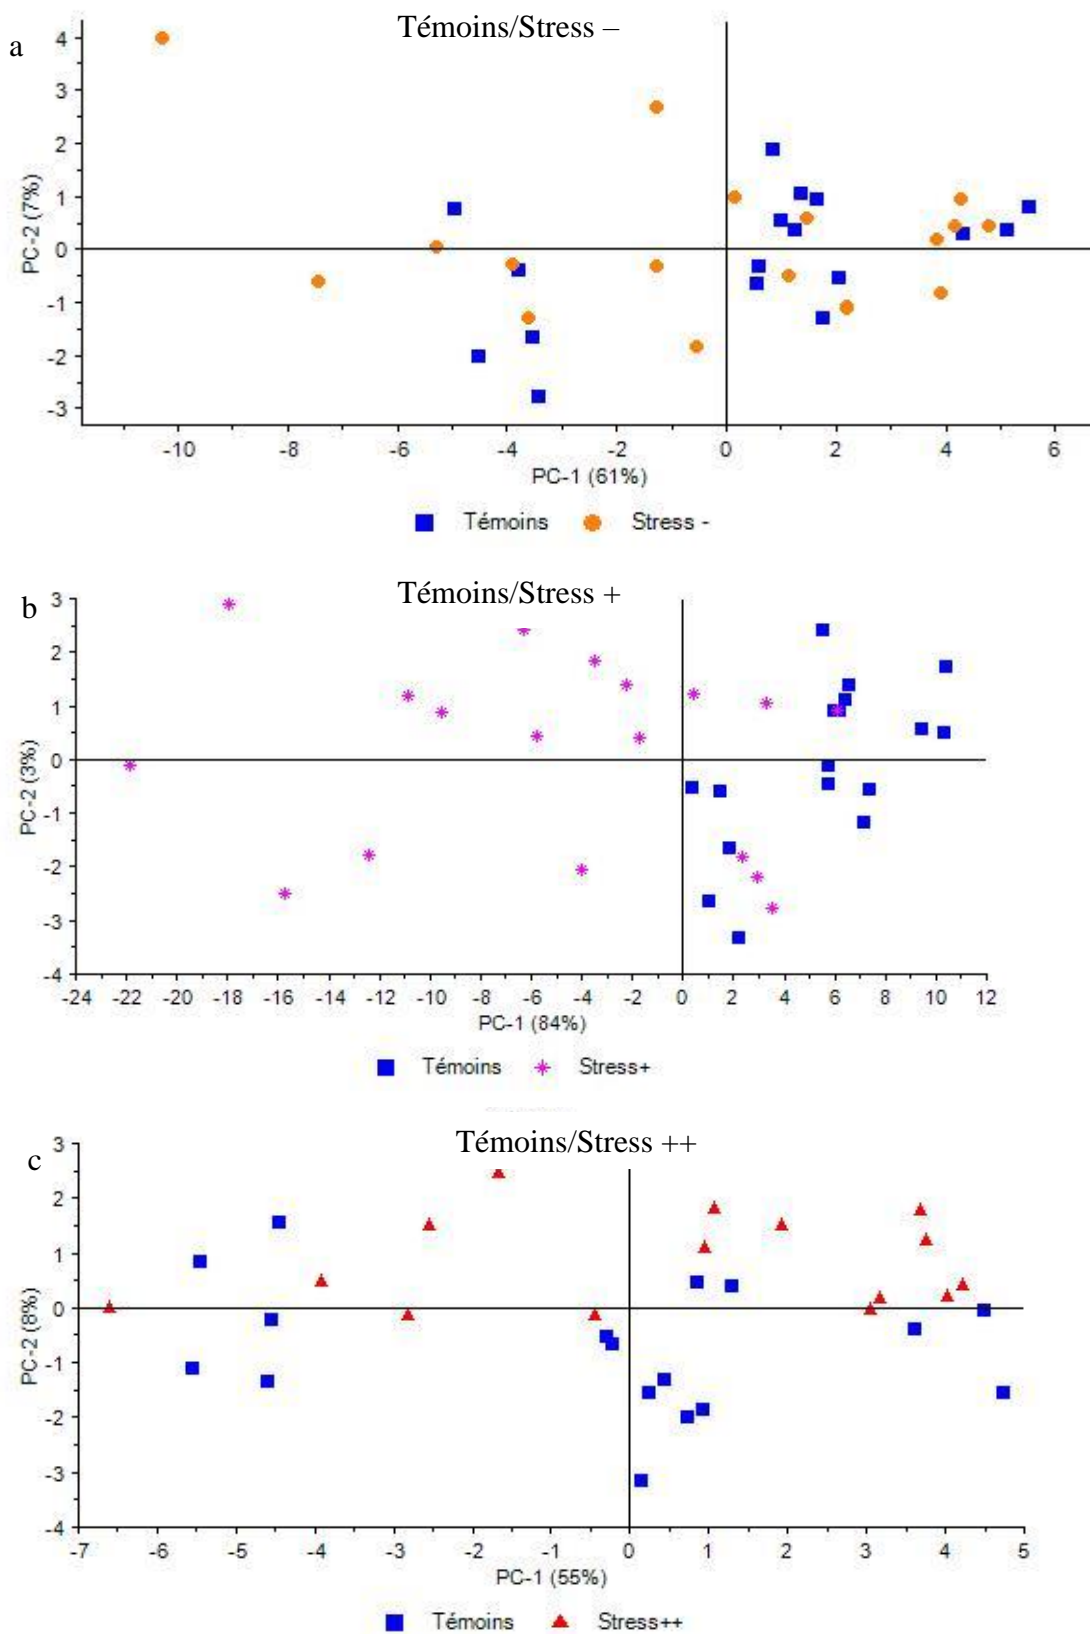 a
Témoins/Stress –
4
3
2
1
0
-1
-2
-3
PC-2 (7%)
-10 -8 -6 -4 -2 0 2 4 6
PC-1 (61%)
Témoins Stress -
b
Témoins/Stress +
3
2
1
0
-1
-2
-3
-4
PC-2 (3%)
-24 -22 -20 -18 -16 -14 -12 -10 -8 -6 -4 -2 0 2 4 6 8 10 12
PC-1 (84%)
Témoins Stress+
c
Témoins/Stress ++
3
2
1
0
-1
-2
-3
-4
PC-2 (8%)
-7 -6 -5 -4 -3 -2 -1 0 1 2 3 4 5
PC-1 (55%)
Témoins Stress++